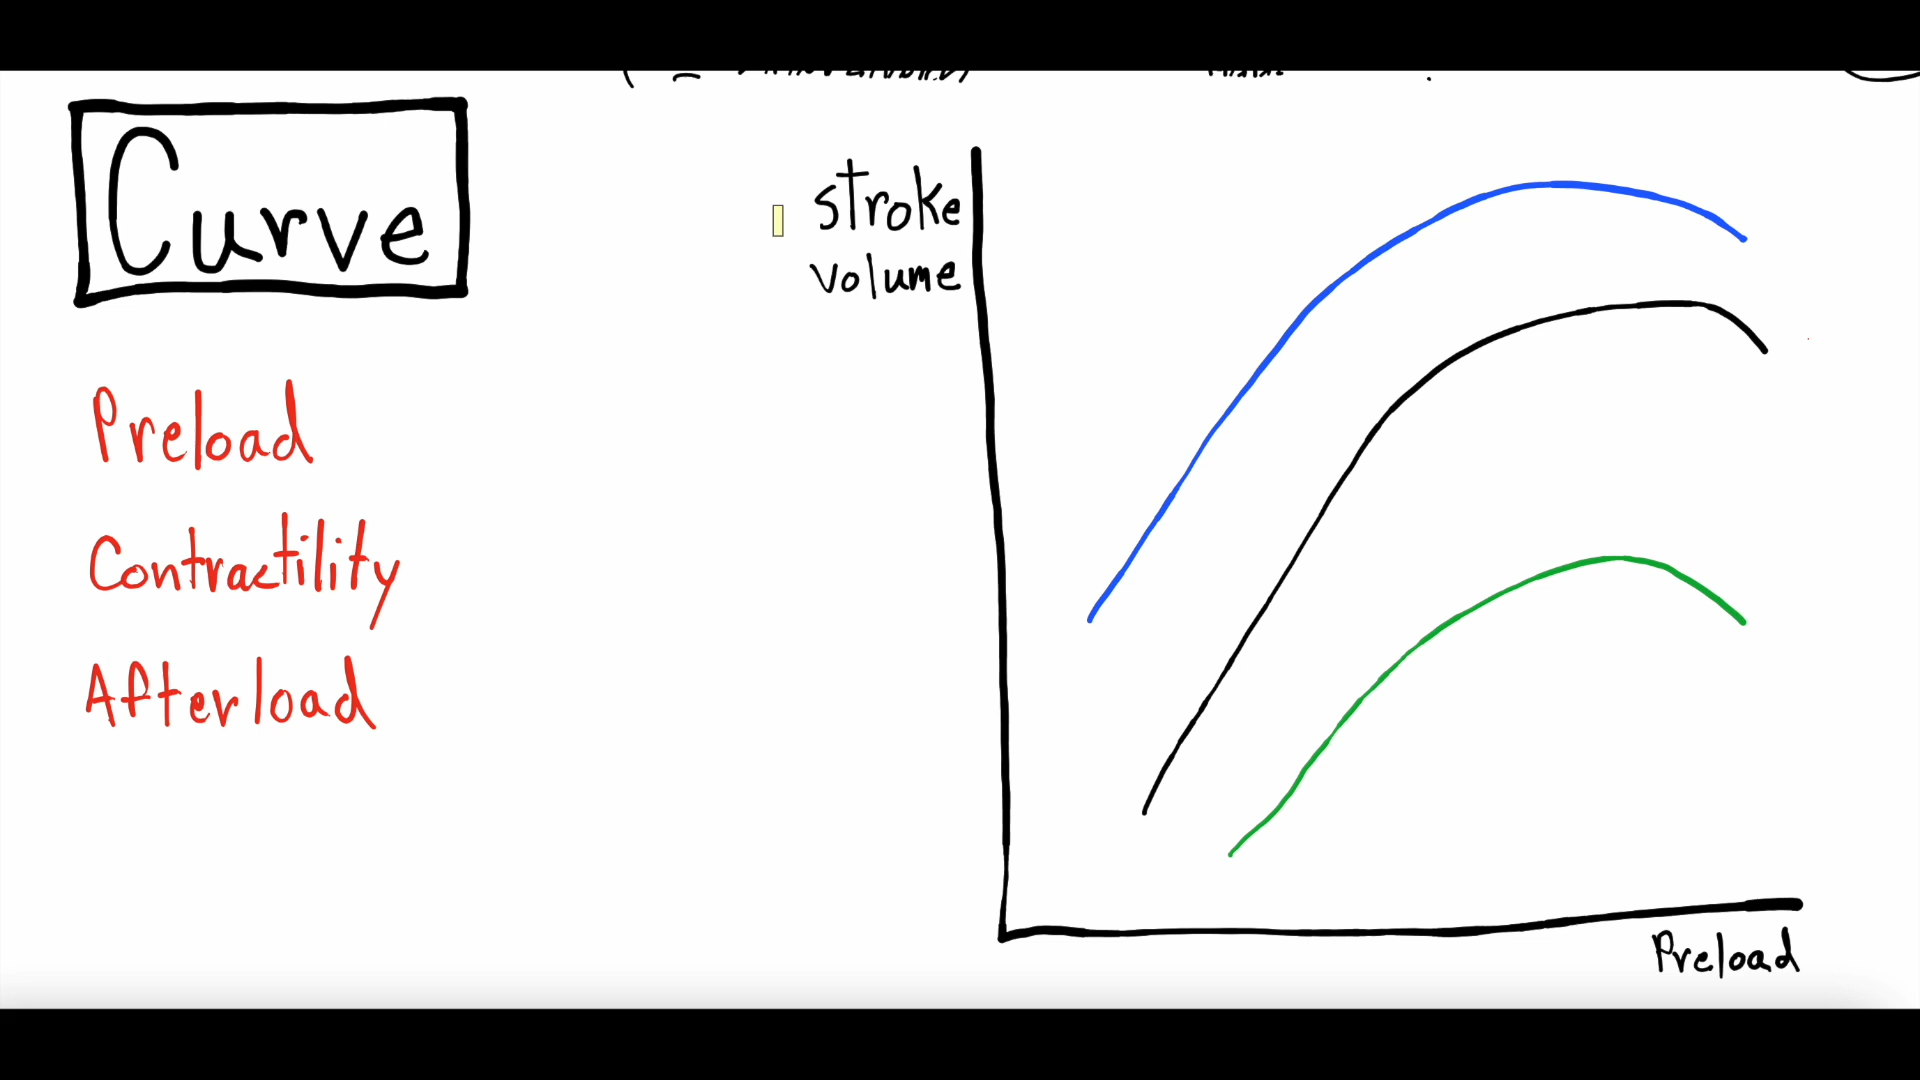 Curve
stroke
volume
Preload
Contractility
Afterload
Preload